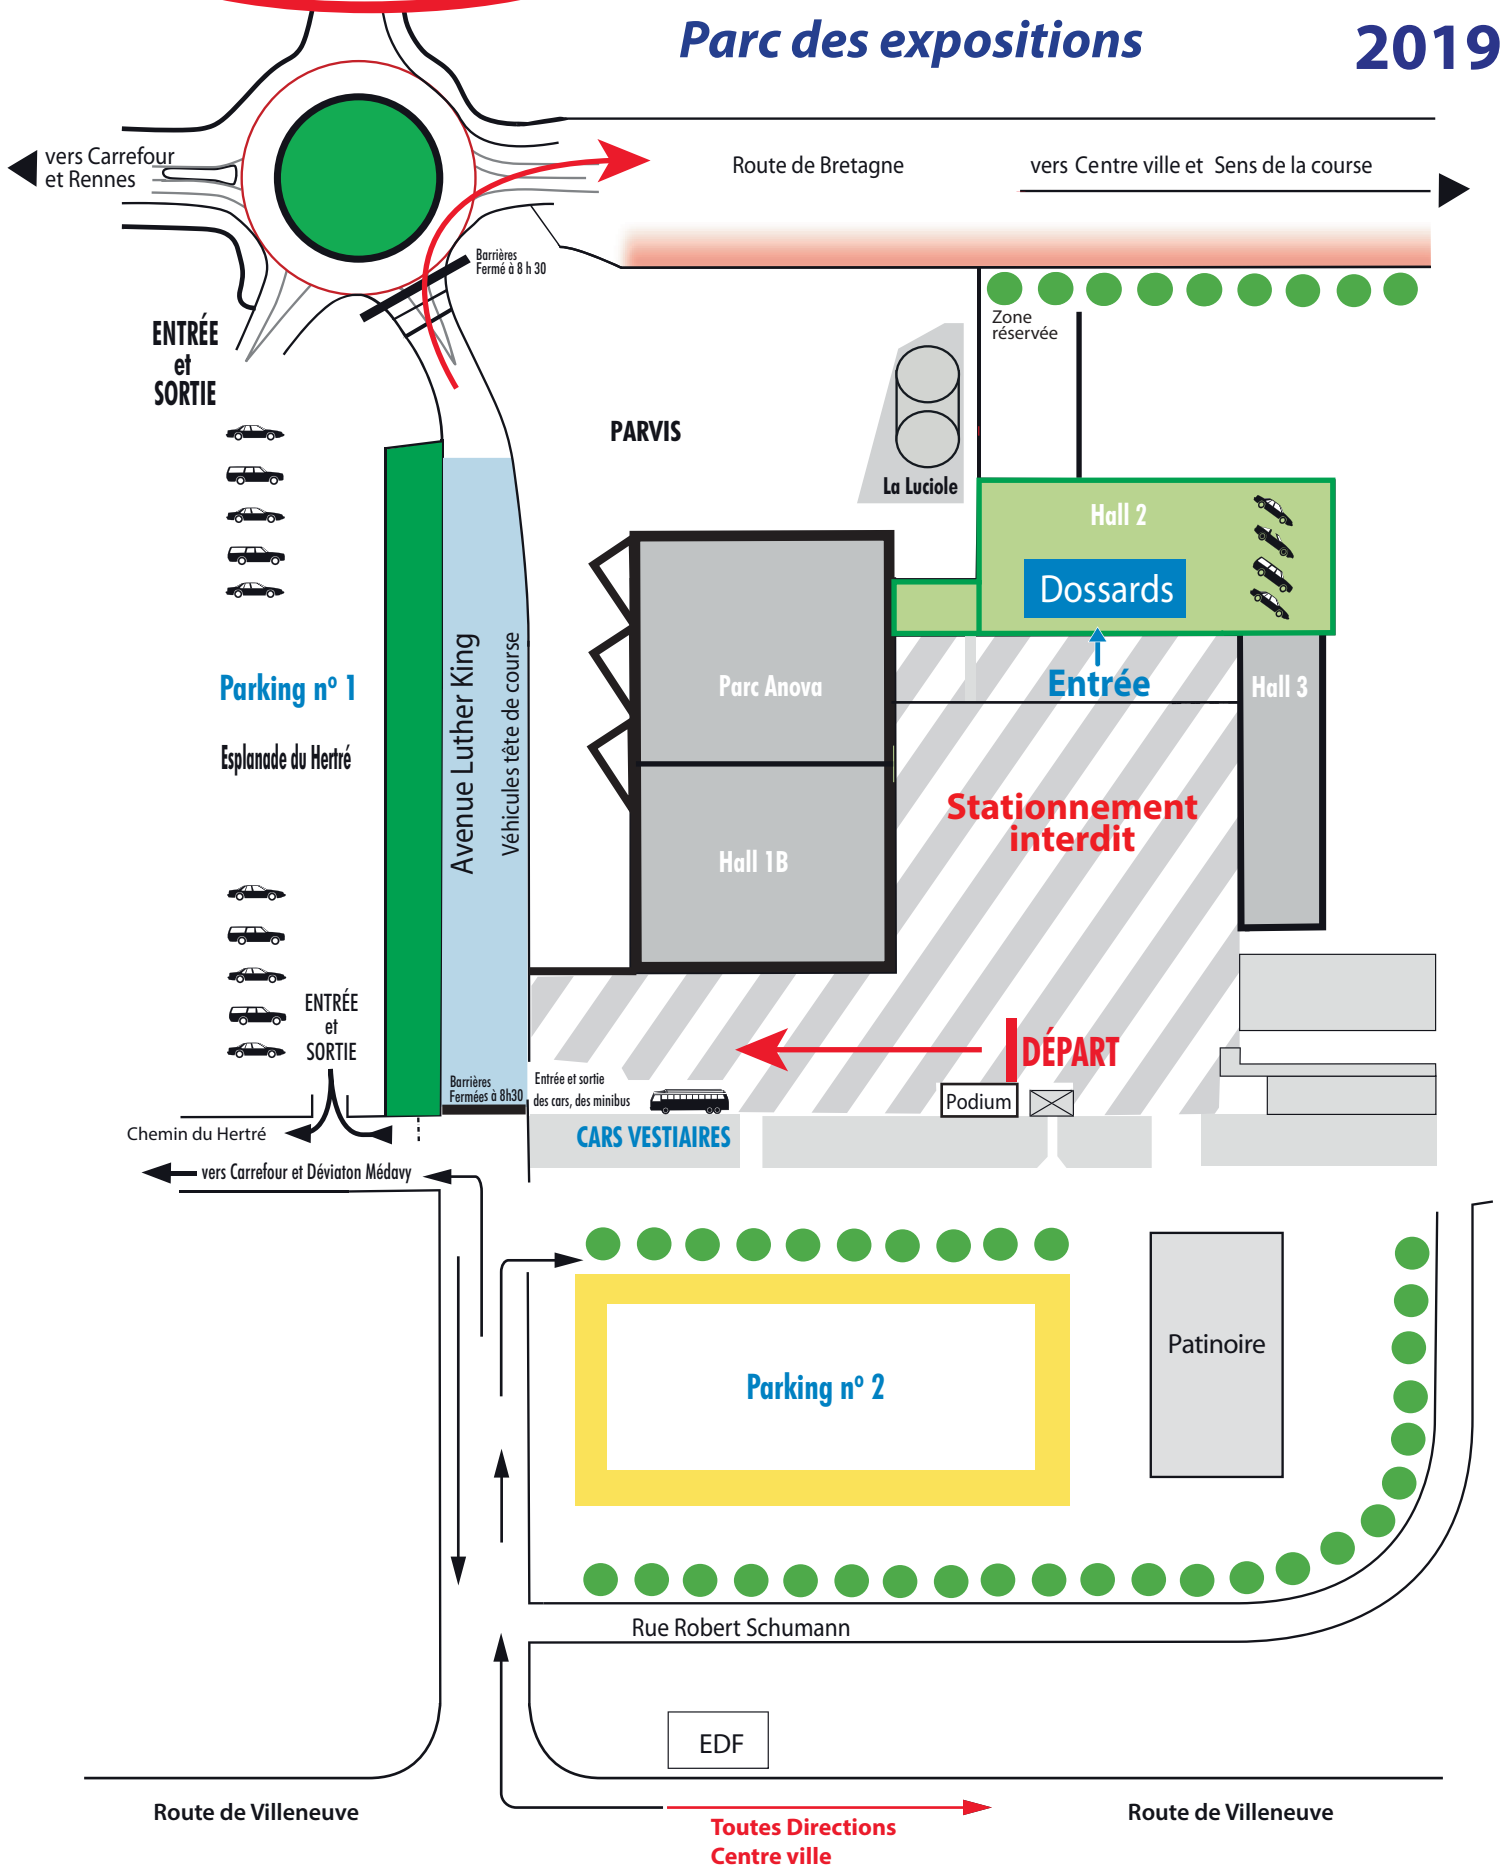 Parc des expositions
2019
vers Carrefour
et Rennes
Route de Bretagne
vers Centre ville et Sens de la course
Barrières
Fermé à 8 h 30
Zone
réservée
ENTRÉE
et
SORTIE
PARVIS
La Luciole
Hall 2
Dossards
Entrée
Parking nº 1
Esplanade du Hertré
Avenue Luther King
Véhicules tête de course
Parc Anova
Hall 3
Stationnement
interdit
Hall 1B
ENTRÉE
et
SORTIE
DÉPART
Barrières
Fermées à 8h30
Entrée et sortie
des cars, des minibus
Podium
CARS VESTIAIRES
Chemin du Hertré
vers Carrefour et Déviaton Médavy
Patinoire
Parking nº 2
Rue Robert Schumann
EDF
Route de Villeneuve
Route de Villeneuve
Toutes Directions
Centre ville